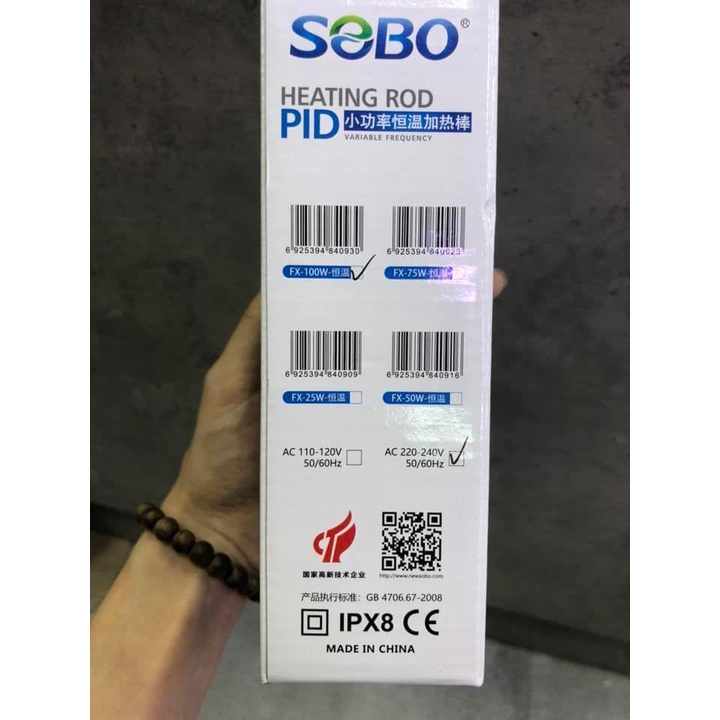 SOBO®
HEATING ROD
PID 小功率恒温加热棒
VARIABLE FREQUENCY
6 925394 840930
6 925394 840923
FX-100W-恒温
FX-75W-恒温
6 925394 840909
6 925394 840916
FX-25W-恒温
FX-50W-恒温
AC 110-120V
50/60Hz
AC 220-240V
50/60Hz
国家高新技术企业
http://www.newsobo.com
产品执行标准: GB 4706.67-2008
IPX8 CE
MADE IN CHINA